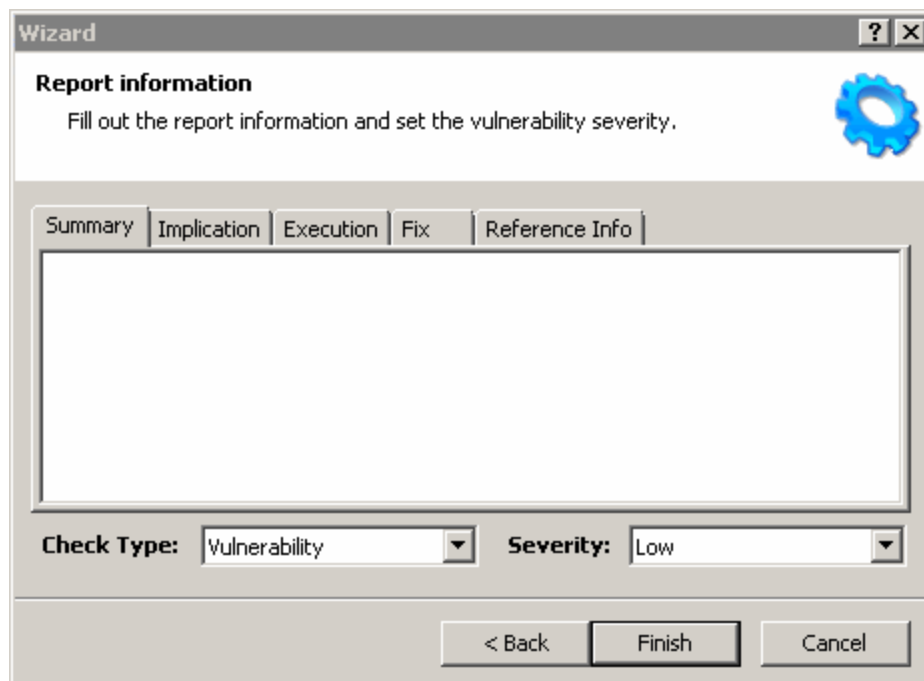 Wizard
Report information
Fill out the report information and set the vulnerability severity.
Summary Implication Execution Fix Reference Info
Check Type: Vulnerability Severity: Low
< Back Finish Cancel